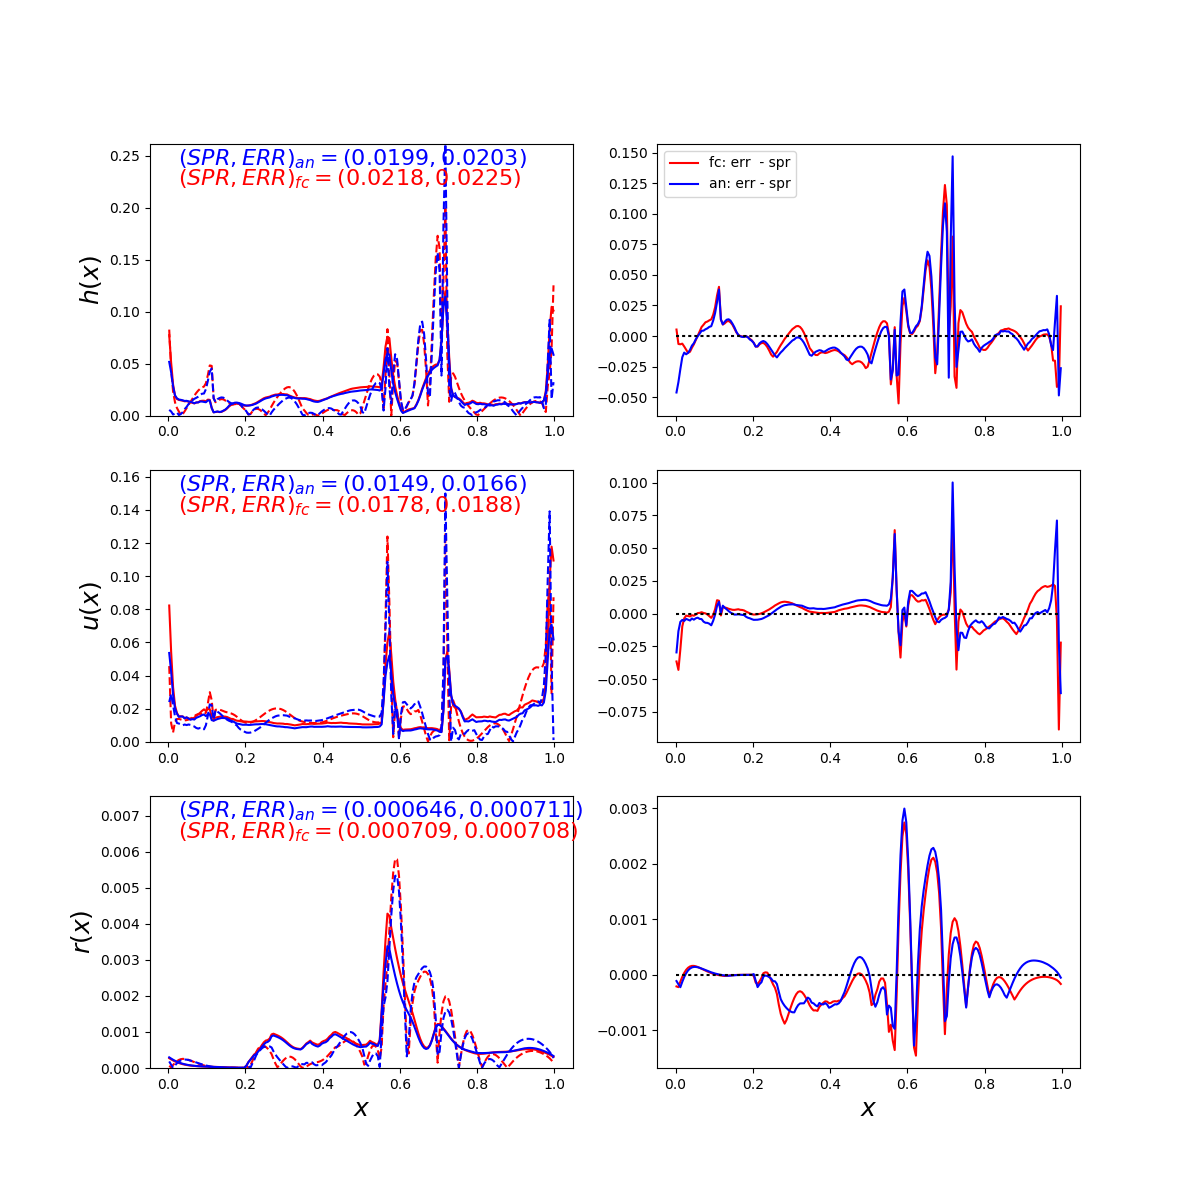 (SPR, ERR)an = (0.0199, 0.0203)
(SPR, ERR)fc = (0.0218, 0.0225)
h(x)
0.25
0.20
0.15
0.10
0.05
0.00
0.0 0.2 0.4 0.6 0.8 1.0
fc: err - spr
an: err - spr
0.150
0.125
0.100
0.075
0.050
0.025
0.000
−0.025
−0.050
0.0 0.2 0.4 0.6 0.8 1.0
(SPR, ERR)an = (0.0149, 0.0166)
(SPR, ERR)fc = (0.0178, 0.0188)
u(x)
0.16
0.14
0.12
0.10
0.08
0.06
0.04
0.02
0.00
0.0 0.2 0.4 0.6 0.8 1.0
0.100
0.075
0.050
0.025
0.000
−0.025
−0.050
−0.075
0.0 0.2 0.4 0.6 0.8 1.0
(SPR, ERR)an = (0.000646, 0.000711)
(SPR, ERR)fc = (0.000709, 0.000708)
r(x)
0.007
0.006
0.005
0.004
0.003
0.002
0.001
0.000
0.0 0.2 0.4 0.6 0.8 1.0
x
0.003
0.002
0.001
0.000
−0.001
0.0 0.2 0.4 0.6 0.8 1.0
x